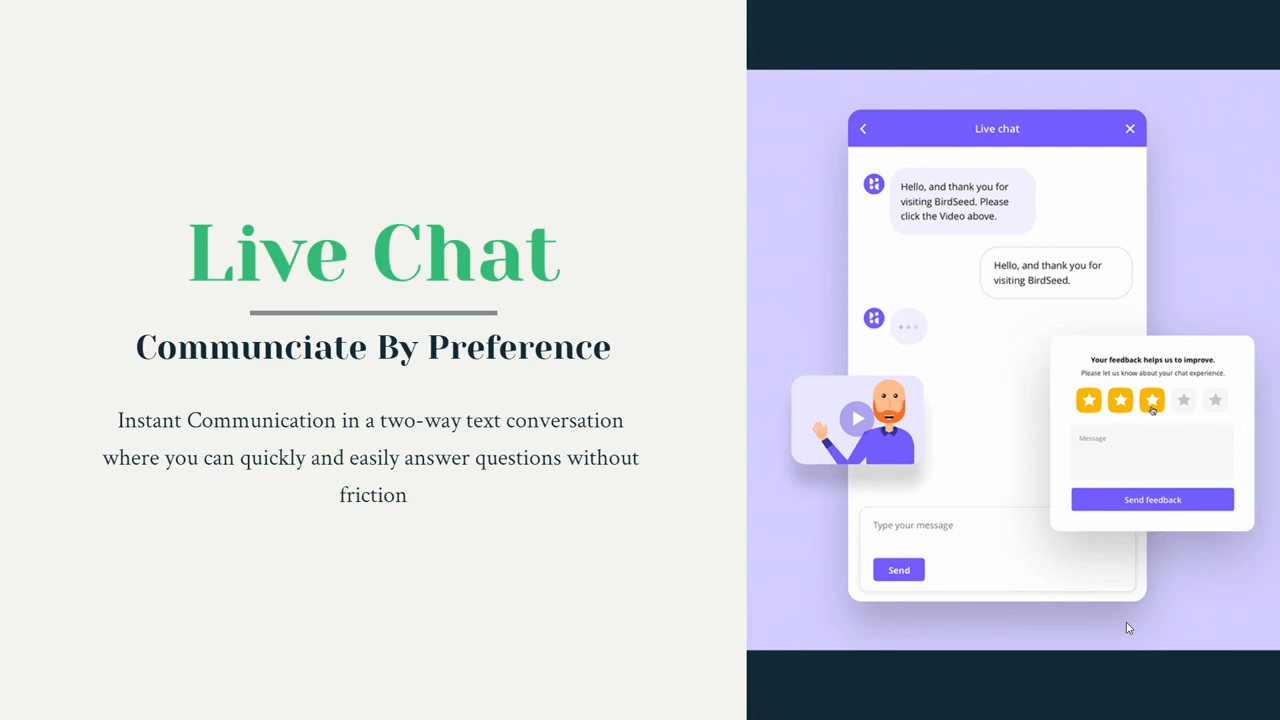 Live Chat
Communciate By Preference
Instant Communication in a two-way text conversation
where you can quickly and easily answer questions without
friction
Live chat
Hello, and thank you for
visiting BirdSeed. Please
click the Video above.
Hello, and thank you for
visiting BirdSeed.
Your feedback helps us to improve.
Please let us know about your chat experience.
Message
Send feedback
Type your message
Send